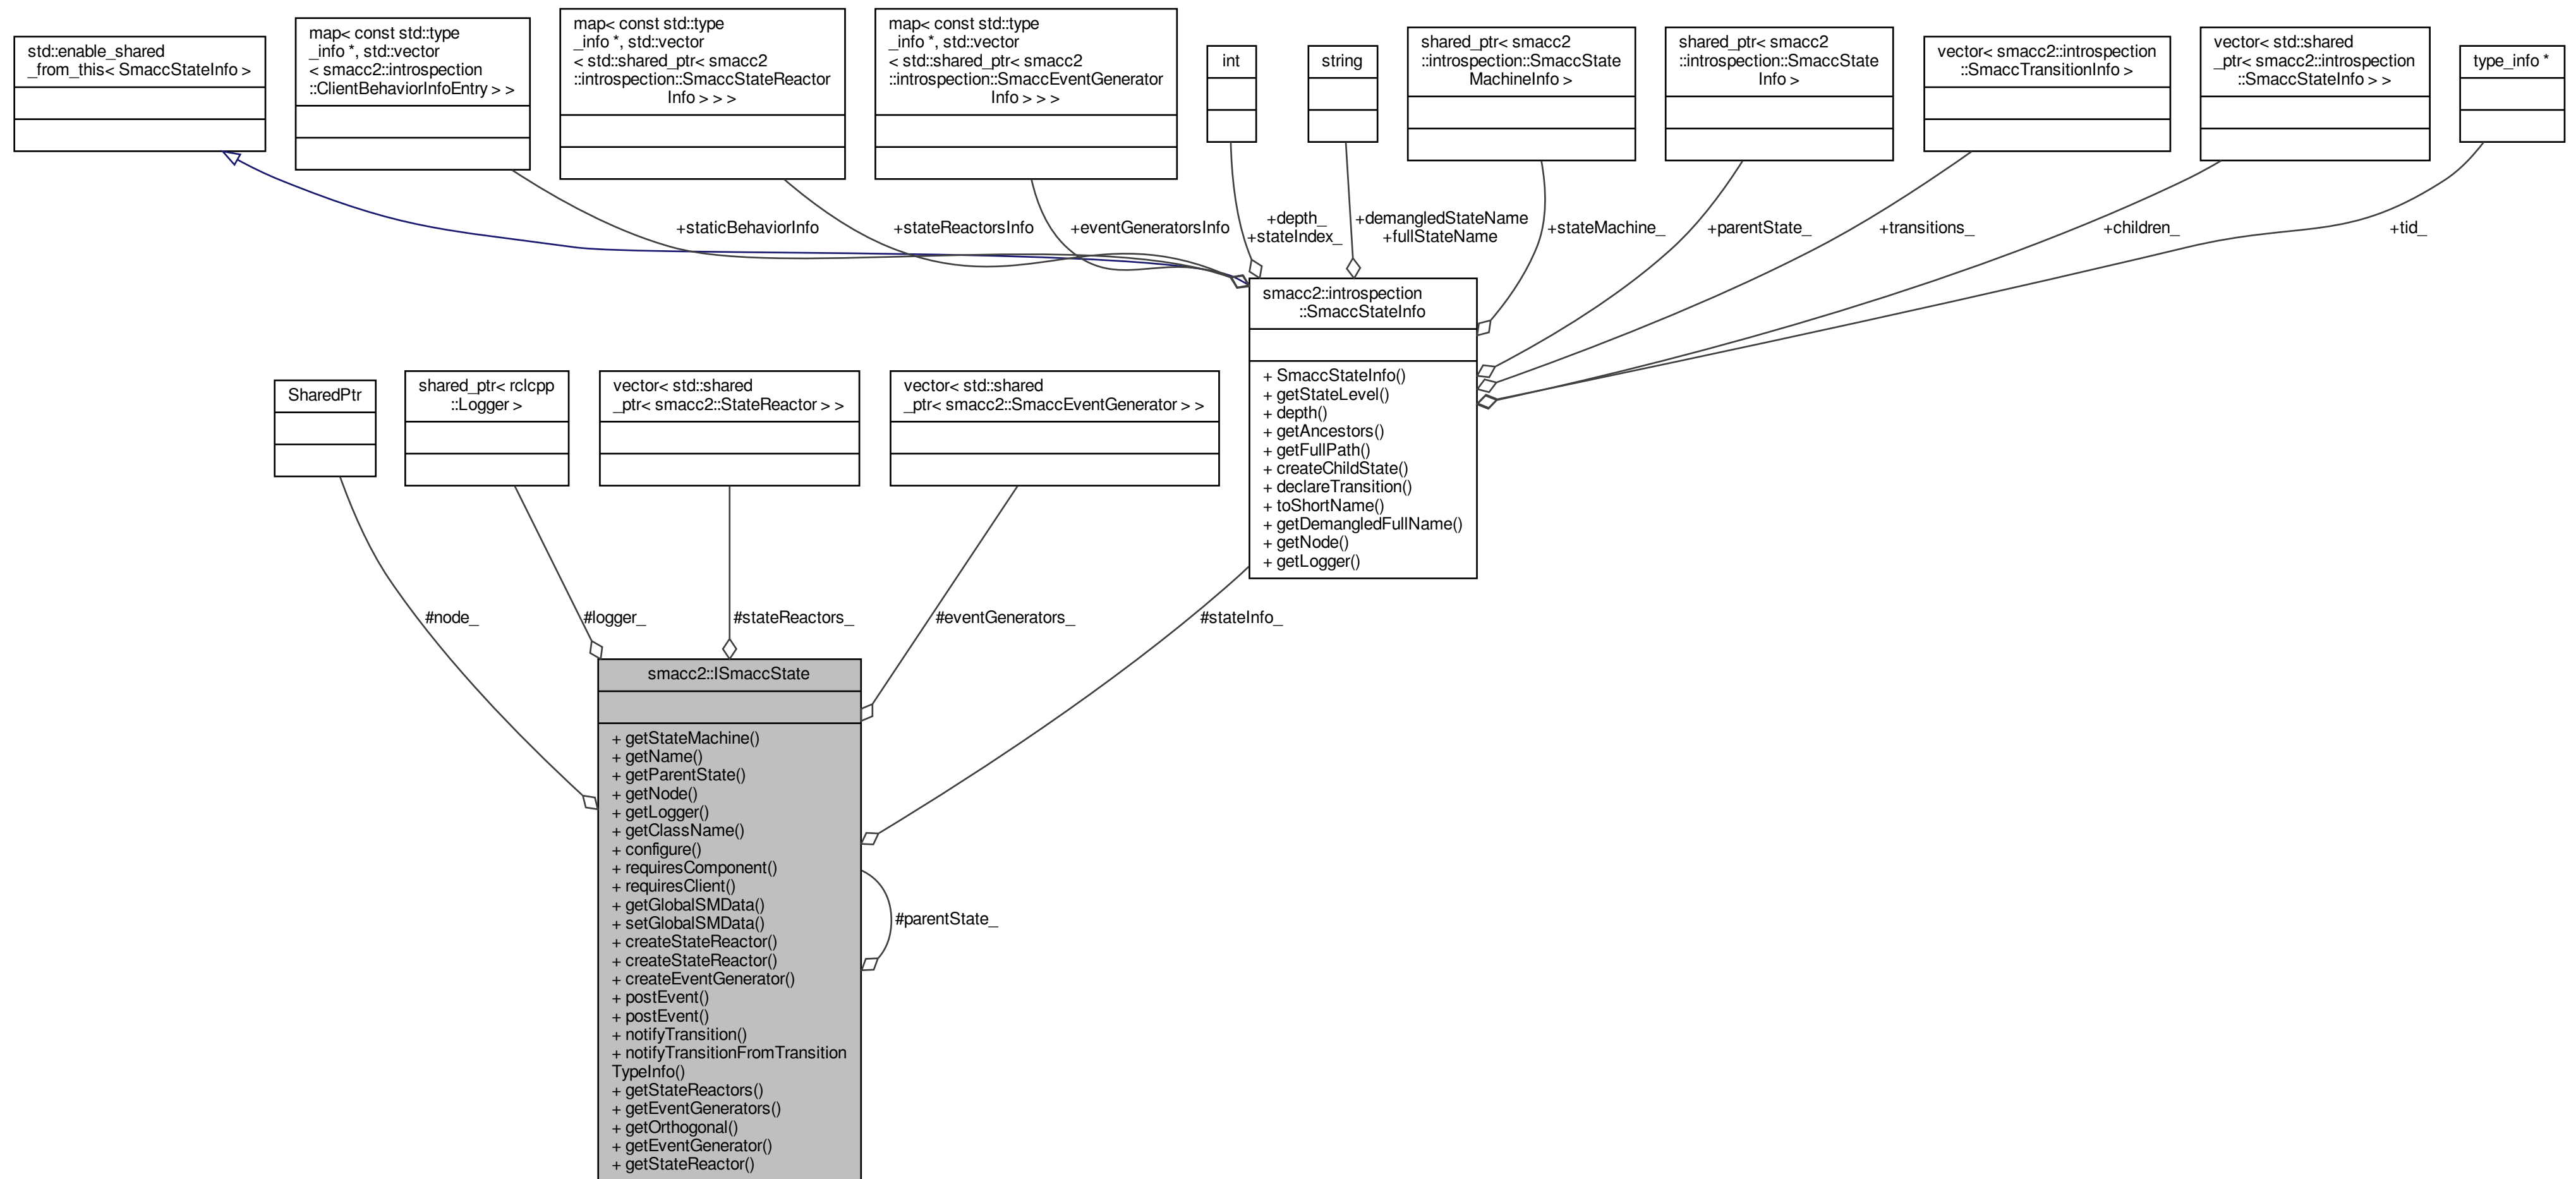 std::enable_shared
_from_this< SmaccStateInfo >
map< const std::type
_info *, std::vector
< smacc2::introspection
::ClientBehaviorInfoEntry > >
map< const std::type
_info *, std::vector
< std::shared_ptr< smacc2
::introspection::SmaccStateReactor
Info > > >
map< const std::type
_info *, std::vector
< std::shared_ptr< smacc2
::introspection::SmaccEventGenerator
Info > > >
int
string
shared_ptr< smacc2
::introspection::SmaccState
MachineInfo >
shared_ptr< smacc2
::introspection::SmaccState
Info >
vector< smacc2::introspection
::SmaccTransitionInfo >
vector< std::shared
_ptr< smacc2::introspection
::SmaccStateInfo > >
type_info *
+staticBehaviorInfo
+stateReactorsInfo
+eventGeneratorsInfo
+depth_
+stateIndex_
+demangledStateName
+fullStateName
+stateMachine_
+parentState_
+transitions_
+children_
+tid_
smacc2::introspection
::SmaccStateInfo
+ SmaccStateInfo()
+ getStateLevel()
+ depth()
+ getAncestors()
+ getFullPath()
+ createChildState()
+ declareTransition()
+ toShortName()
+ getDemangledFullName()
+ getNode()
+ getLogger()
SharedPtr
shared_ptr< rclcpp
::Logger >
vector< std::shared
_ptr< smacc2::StateReactor > >
vector< std::shared
_ptr< smacc2::SmaccEventGenerator > >
#node_
#logger_
#stateReactors_
#eventGenerators_
#stateInfo_
smacc2::ISmaccState
+ getStateMachine()
+ getName()
+ getParentState()
+ getNode()
+ getLogger()
+ getClassName()
+ configure()
+ requiresComponent()
+ requiresClient()
+ getGlobalSMData()
+ setGlobalSMData()
+ createStateReactor()
+ createStateReactor()
+ createEventGenerator()
+ postEvent()
+ postEvent()
+ notifyTransition()
+ notifyTransitionFromTransition
TypeInfo()
+ getStateReactors()
+ getEventGenerators()
+ getOrthogonal()
+ getEventGenerator()
+ getStateReactor()
#parentState_